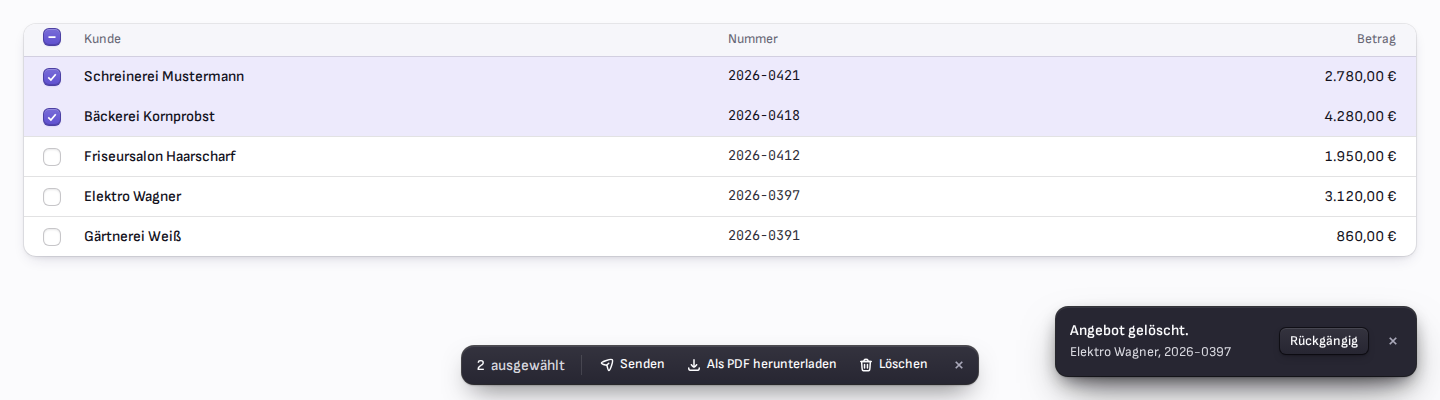 Kunde Nummer Betrag
Schreinerei Mustermann 2026-0421 2.780,00 €
Bäckerei Kornprobst 2026-0418 4.280,00 €
Friseursalon Haarscharf 2026-0412 1.950,00 €
Elektro Wagner 2026-0397 3.120,00 €
Gärtnerei Weiß 2026-0391 860,00 €
Angebot gelöscht.
Elektro Wagner, 2026-0397
Rückgängig
2 ausgewählt Senden Als PDF herunterladen Löschen